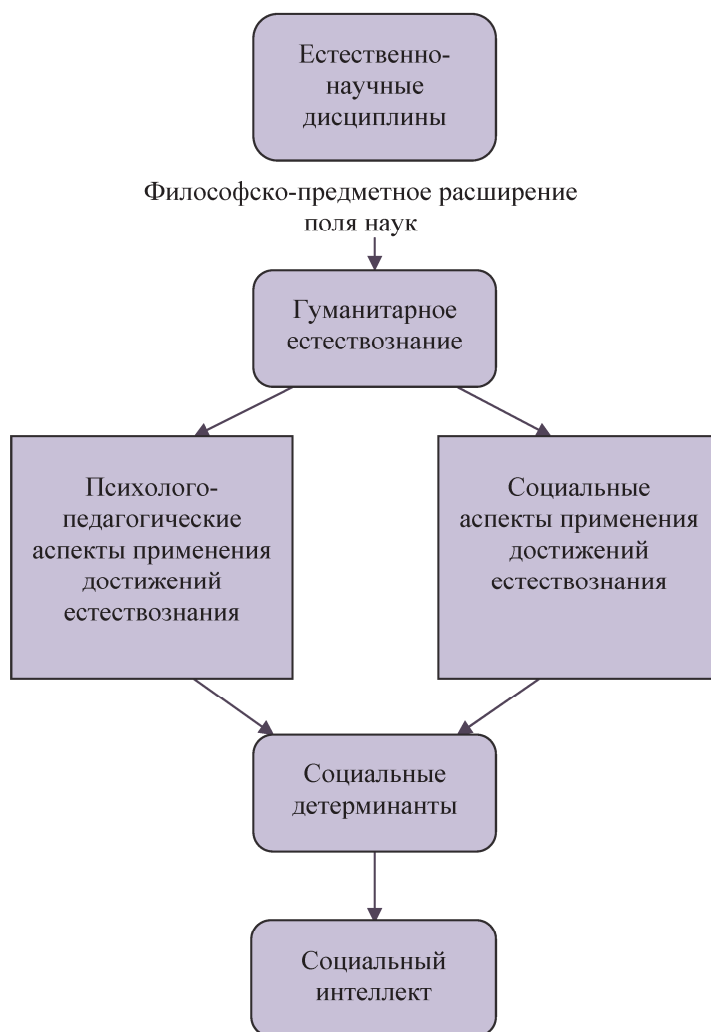 Естественно-
научные
дисциплины
Философско-предметное расширение
поля наук
Гуманитарное
естествознание
Психолого-
педагогические
аспекты применения
достижений
естествознания
Социальные
аспекты применения
достижений
естествознания
Социальные
детерминанты
Социальный
интеллект